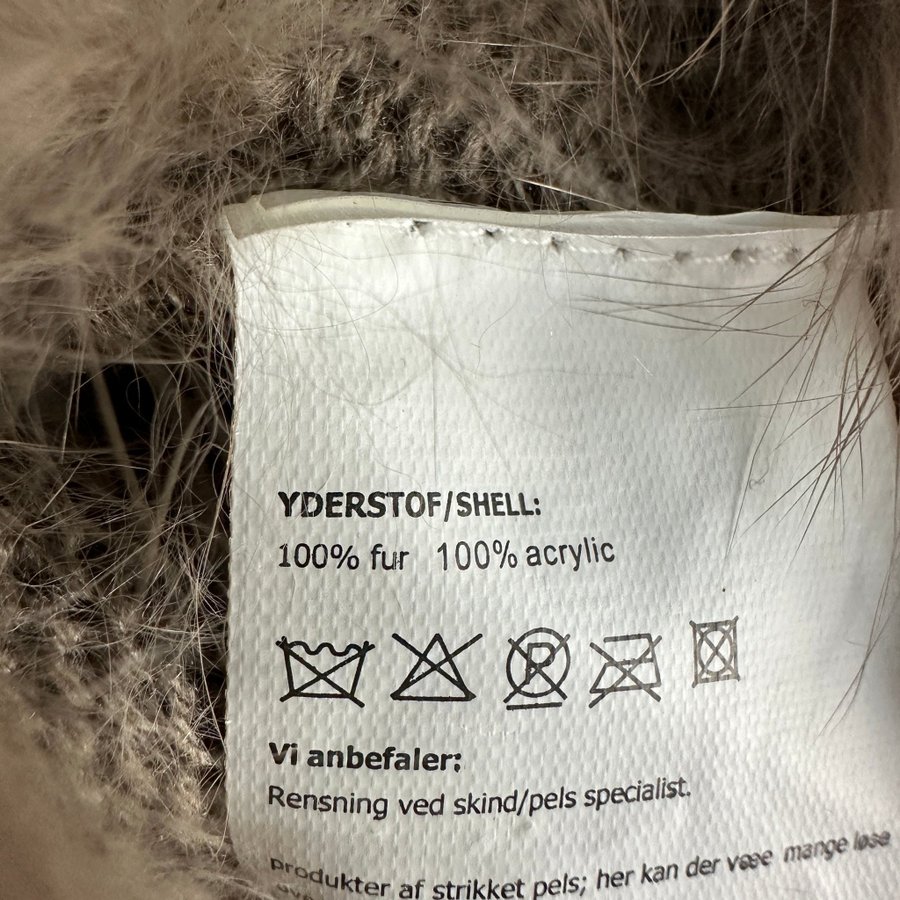 YDERSTOF/SHELL:
100% fur 100% acrylic
P
Vi anbefaler:
Rensning ved skind/pels specialist.
produkter af strikket pels; her kan der være mange løse